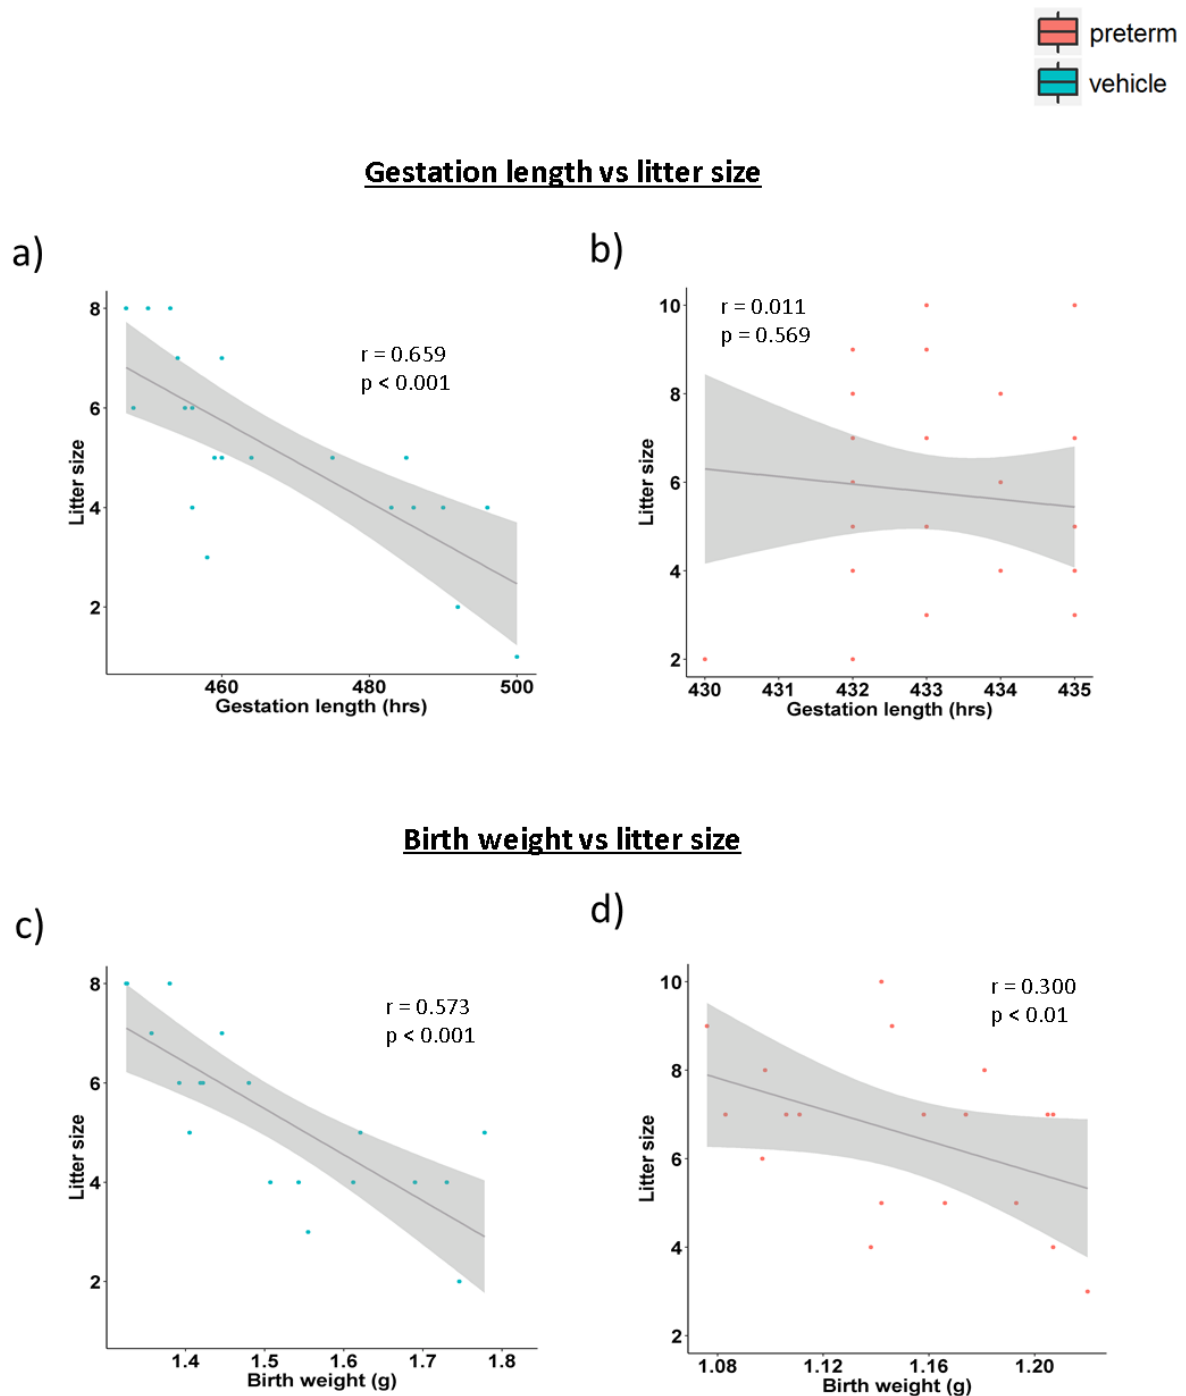 preterm
vehicle
Gestation length vs litter size
a)
b)
r = 0.659
p < 0.001
8
6
4
2
Litter size
460
480
500
Gestation length (hrs)
r = 0.011
p = 0.569
10
8
6
4
2
Litter size
430
431
432
433
434
435
Gestation length (hrs)
Birth weight vs litter size
c)
d)
r = 0.573
p < 0.001
8
6
4
2
Litter size
1.4
1.5
1.6
1.7
1.8
Birth weight (g)
r = 0.300
p < 0.01
10
8
6
4
2
Litter size
1.08
1.12
1.16
1.20
Birth weight (g)